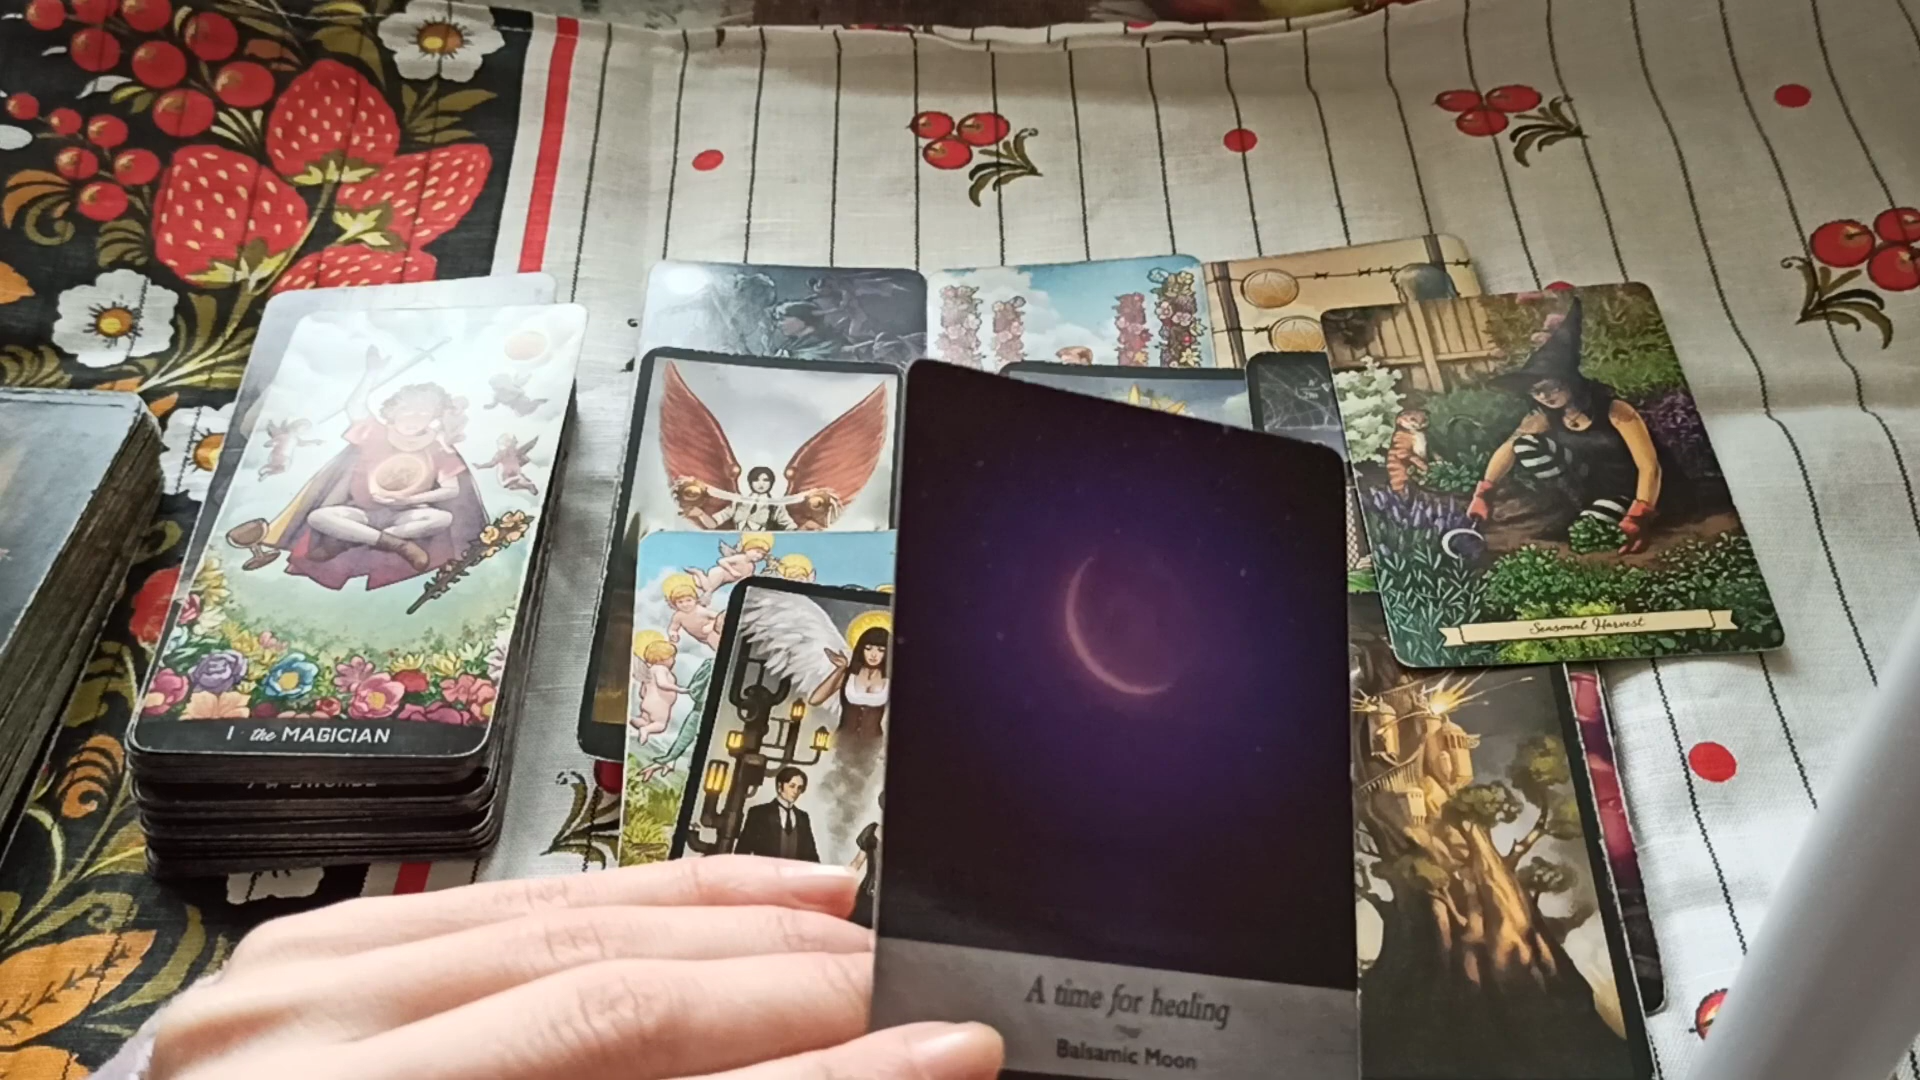 I the MAGICIAN
Seasonal Harvest
A time for healing
Balsamic Moon